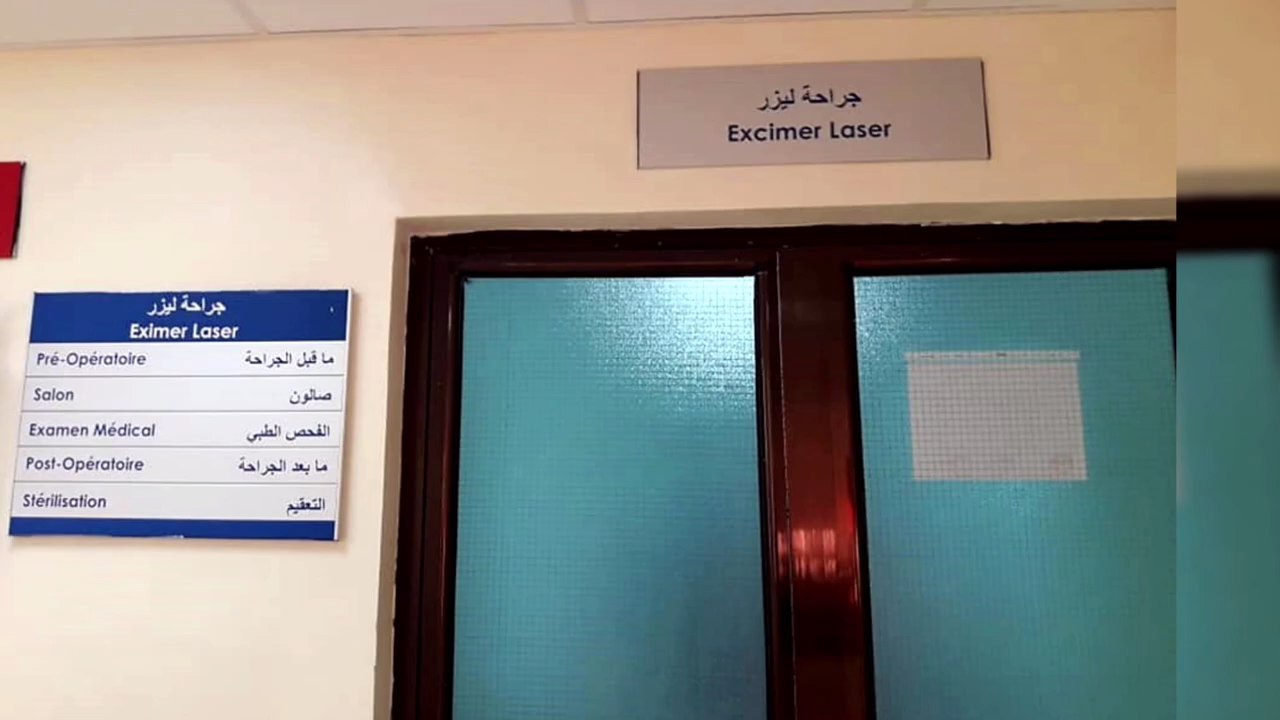 جراحة ليزر
Excimer Laser
جراحة ليزر
Eximer Laser
Pré-Opératoire ما قبل الجراحة
Salon صالون
Examen Médical الفحص الطبي
Post-Opératoire ما بعد الجراحة
Stérilisation التعقيم